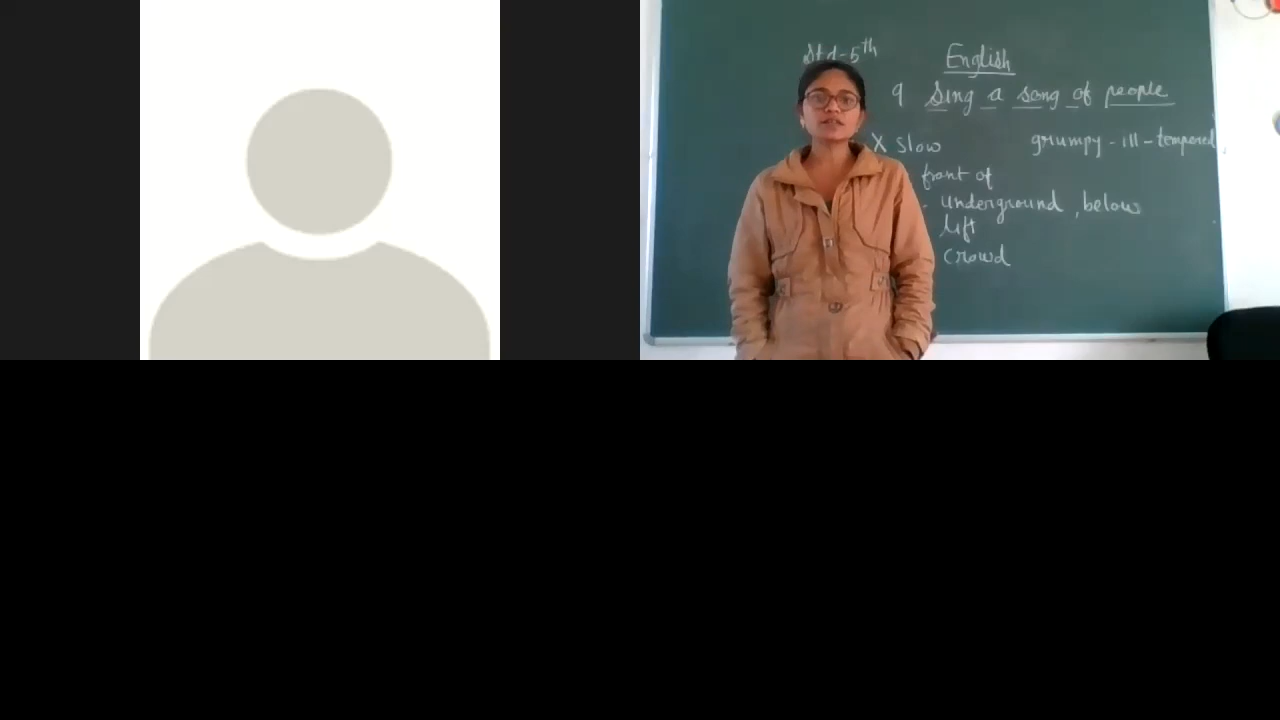 Std-5th English
9 Sing a song of people
X slow grumpy-ill-tempered
front of
underground, below
lift
crowd